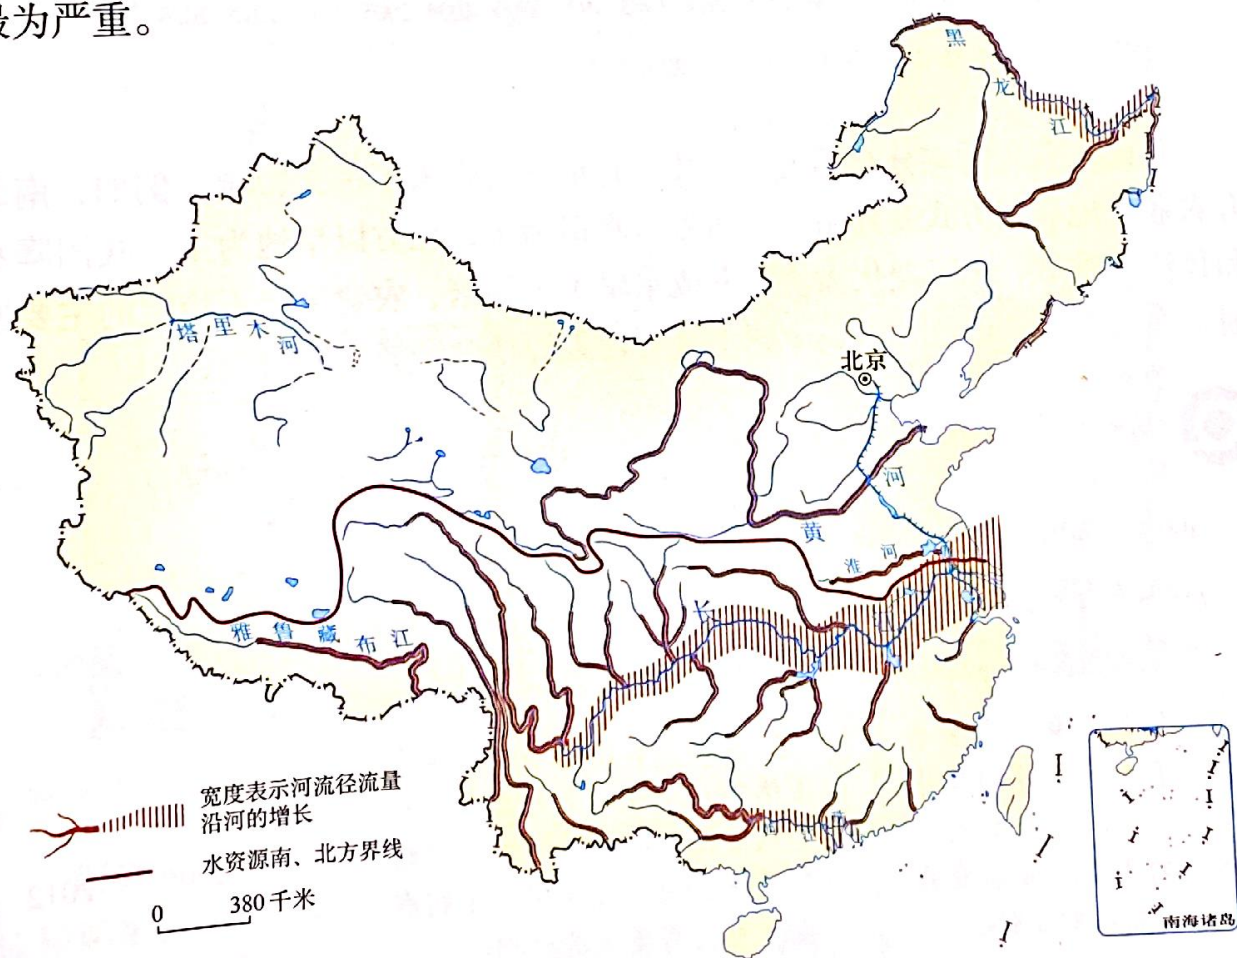 最为严重。
黑
龙
江
塔里木
河
北京
河
黄
淮河
长
江
雅鲁藏布江
江
宽度表示河流径流量
沿河的增长
水资源南、北方界线
0 380千米
南海诸岛